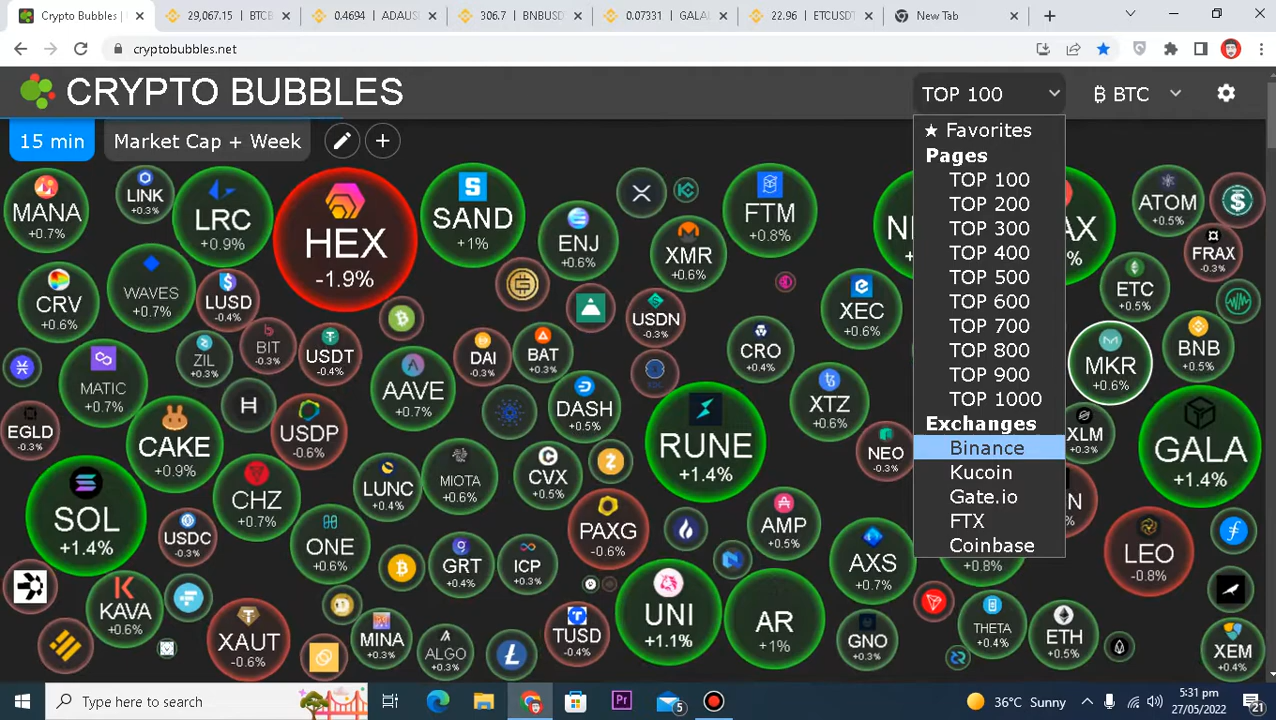 Crypto Bubbles |
29,067.15 | BTCB
0.4694 | ADAUS
306.7 | BNBUSD
0.07331 | GALA
22.96 | ETCUSDT
New Tab
cryptobubbles.net
CRYPTO BUBBLES
TOP 100
BTC
15 min
Market Cap + Week
★ Favorites
Pages
TOP 100
TOP 200
TOP 300
TOP 400
TOP 500
TOP 600
TOP 700
TOP 800
TOP 900
TOP 1000
Exchanges
Binance
Kucoin
Gate.io
FTX
Coinbase
MANA
+0.7%
LINK
+0.3%
LRC
+0.9%
HEX
-1.9%
SAND
+1%
ENJ
+0.6%
XMR
+0.6%
FTM
+0.8%
ATOM
+0.5%
FRAX
-0.3%
CRV
+0.6%
WAVES
+0.7%
LUSD
-0.4%
USDN
-0.3%
XEC
+0.6%
ETC
+0.5%
ZIL
+0.3%
BIT
-0.3%
USDT
-0.4%
DAI
-0.3%
BAT
+0.3%
CRO
+0.4%
MKR
+0.6%
BNB
+0.5%
MATIC
+0.7%
AAVE
+0.7%
DASH
+0.5%
XTZ
+0.6%
EGLD
-0.3%
CAKE
+0.9%
H
USDP
-0.6%
RUNE
+1.4%
NEO
-0.3%
XLM
+0.4%
GALA
+1.4%
SOL
+1.4%
CHZ
+0.7%
LUNC
+0.4%
MIOTA
+0.6%
CVX
+0.5%
USDC
-0.3%
ONE
+0.6%
GRT
+0.4%
ICP
+0.3%
PAXG
-0.6%
AMP
+0.5%
AXS
+0.7%
+0.8%
LEO
-0.8%
KAVA
+0.6%
XAUT
-0.6%
MINA
+0.3%
ALGO
+0.3%
TUSD
-0.4%
UNI
+1.1%
AR
+1%
GNO
+0.3%
THETA
+0.4%
ETH
+0.5%
XEM
+0.4%
Type here to search
Pr
5
36°C Sunny
5:31 pm
27/05/2022
21